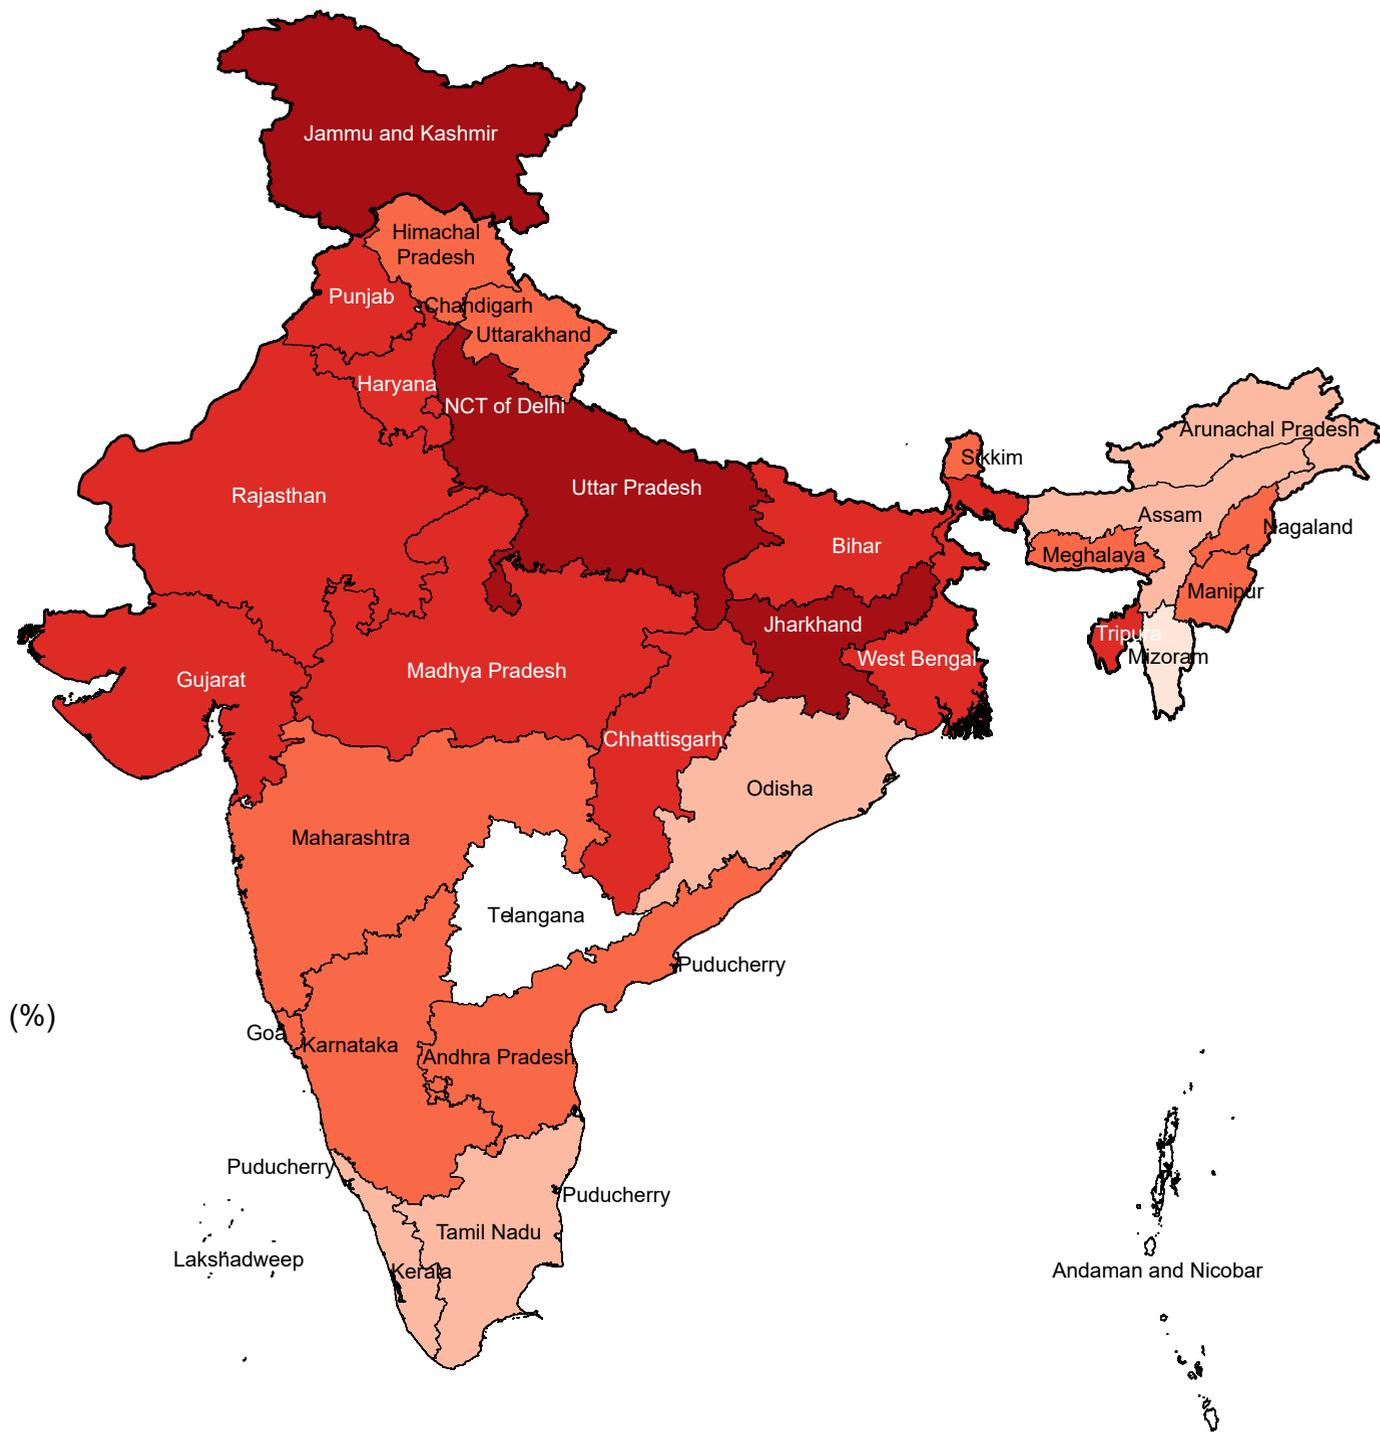 Jammu and Kashmir
Himachal
Pradesh
Punjab
Chandigarh
Uttarakhand
Haryana
NCT of Delhi
Arunachal Pradesh
Sikkim
Uttar Pradesh
Rajasthan
Assam
Nagaland
Bihar
Meghalaya
Manipur
Jharkhand
Tripura
Mizoram
West Bengal
Madhya Pradesh
Gujarat
Chhattisgarh
Odisha
Maharashtra
Telangana
Puducherry
(%)
Goa
Karnataka
Andhra Pradesh
Puducherry
Puducherry
Tamil Nadu
Lakshadweep
Kerala
Andaman and Nicobar